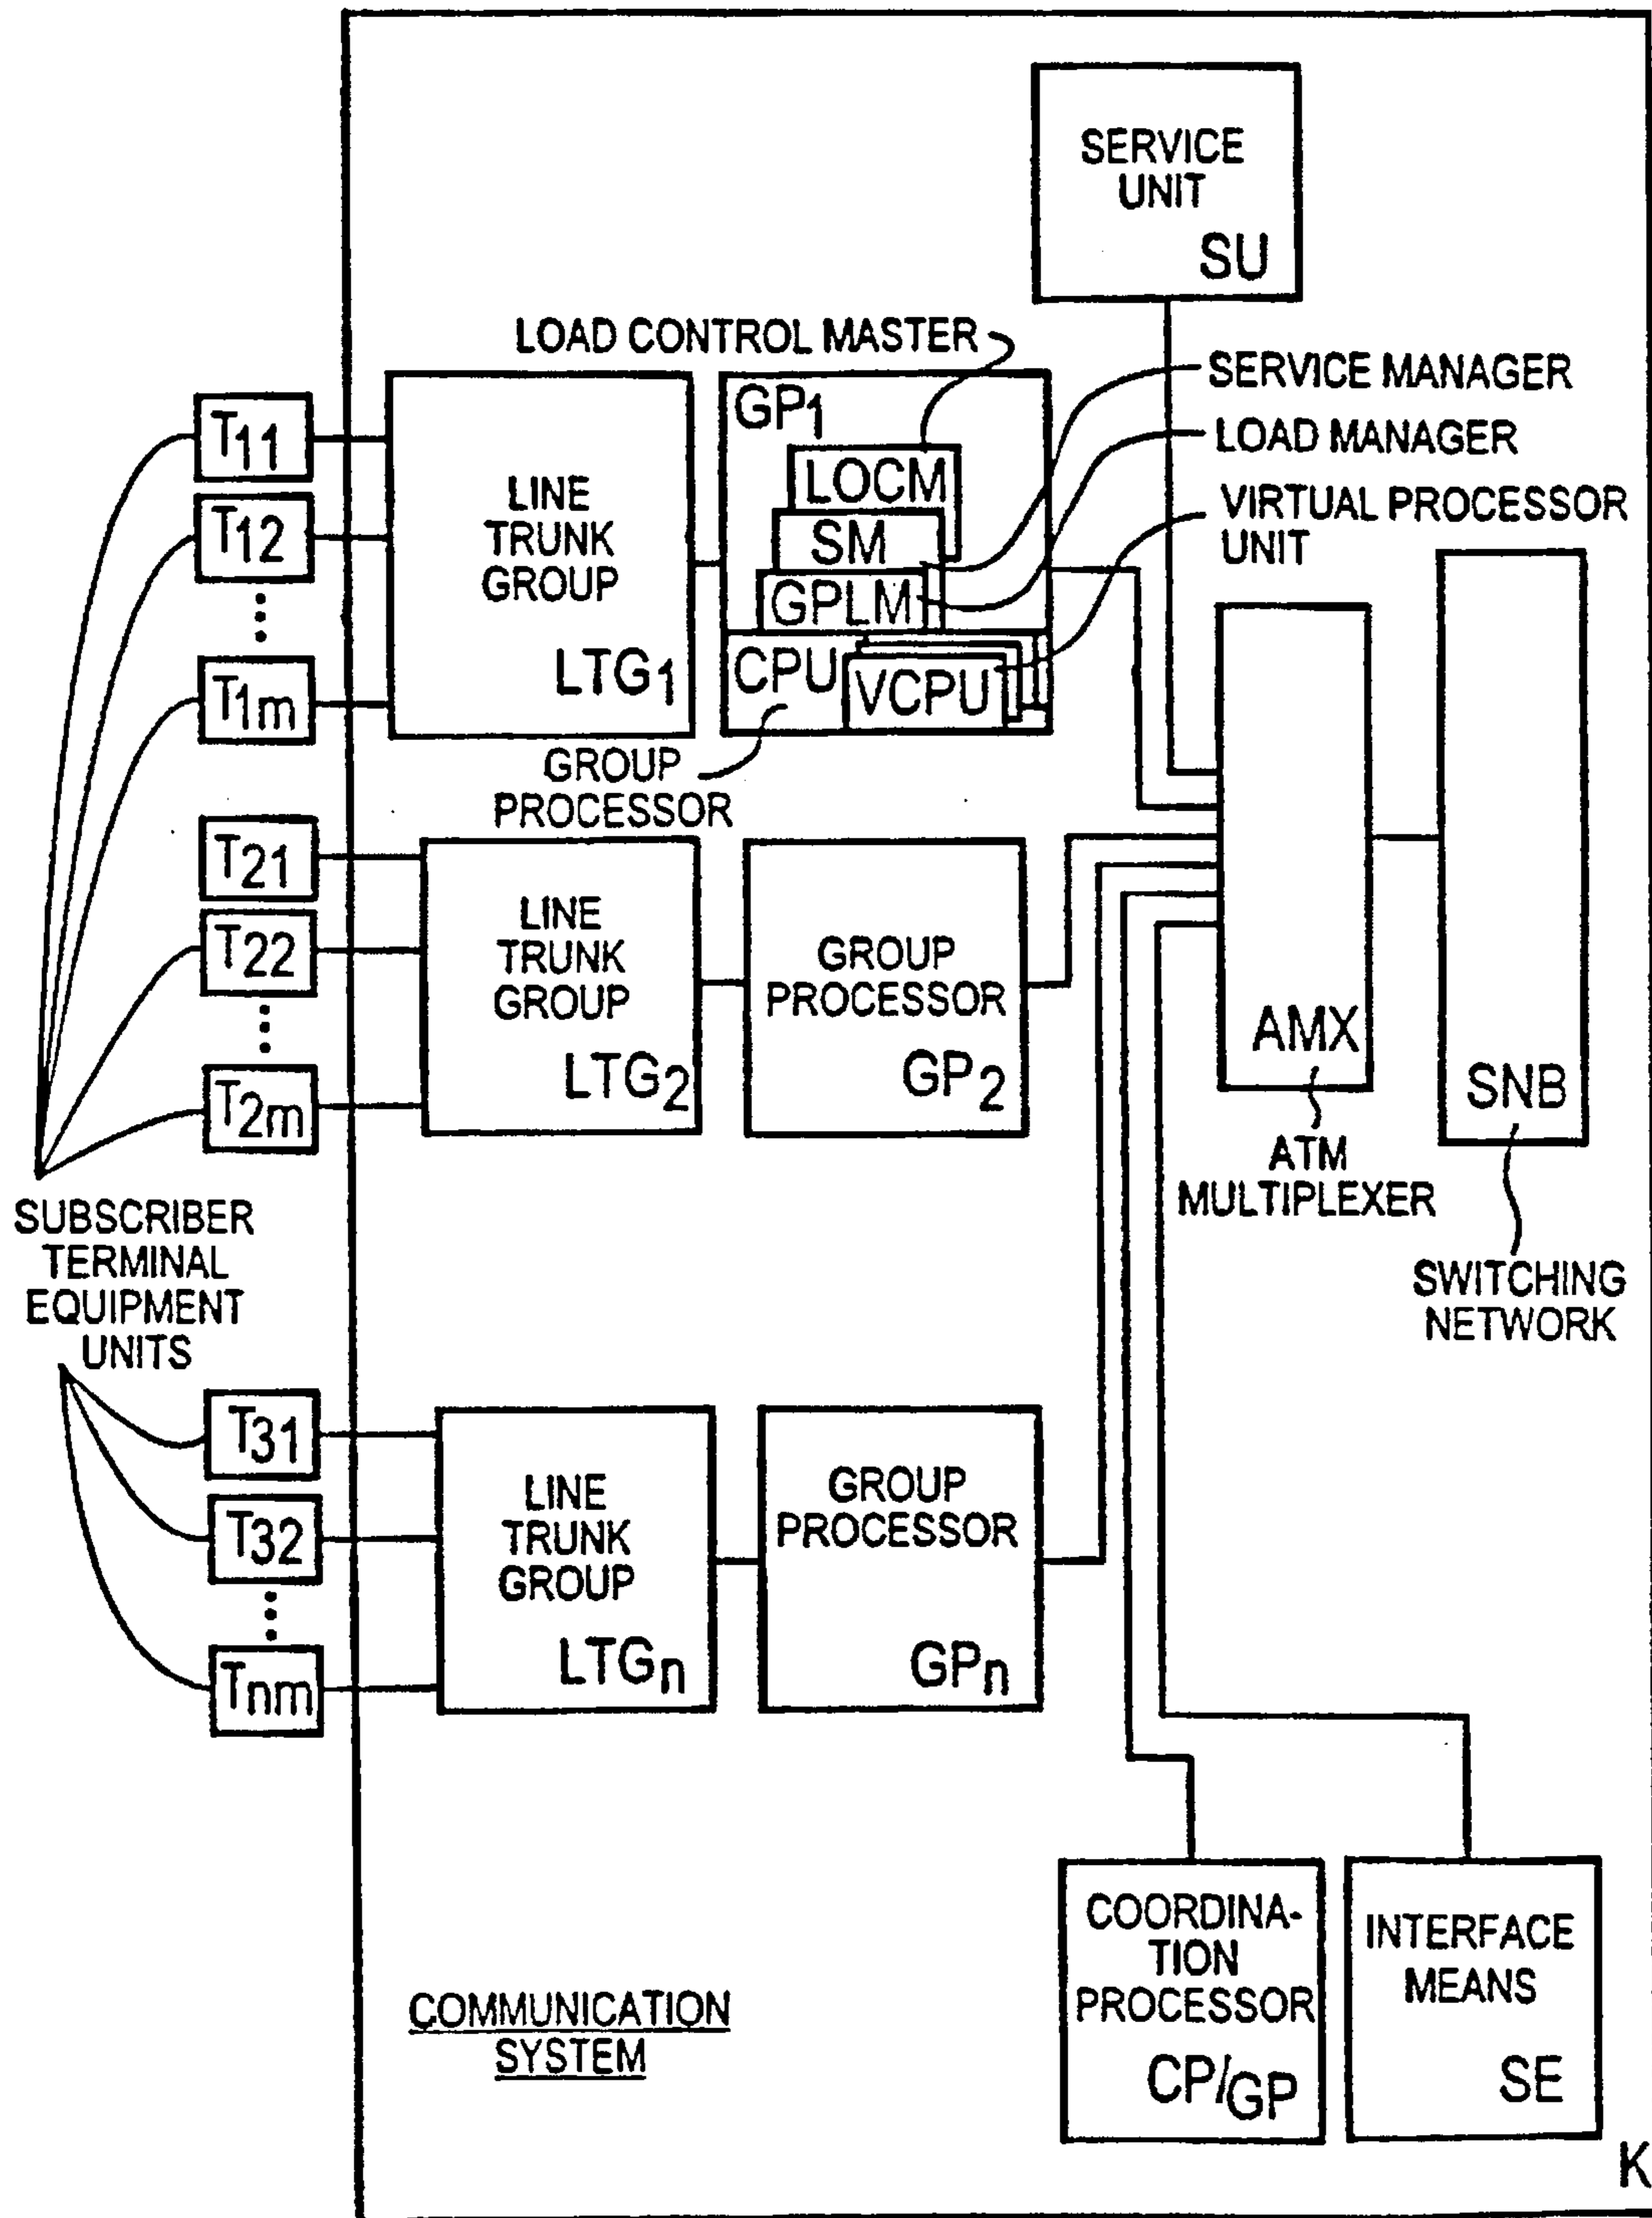 SERVICE
UNIT
SU
LOAD CONTROL MASTER
SERVICE MANAGER
LOAD MANAGER
VIRTUAL PROCESSOR
UNIT
T11
T12
T1m
LINE
TRUNK
GROUP
LTG1
GP1
LOCM
SM
GPLM
CPU
VCPU
GROUP
PROCESSOR
T21
T22
T2m
LINE
TRUNK
GROUP
LTG2
GROUP
PROCESSOR
GP2
AMX
ATM
MULTIPLEXER
SNB
SWITCHING
NETWORK
SUBSCRIBER
TERMINAL
EQUIPMENT
UNITS
T31
T32
Tnm
LINE
TRUNK
GROUP
LTGn
GROUP
PROCESSOR
GPn
COORDINA-
TION
PROCESSOR
CP/GP
INTERFACE
MEANS
SE
COMMUNICATION
SYSTEM
K